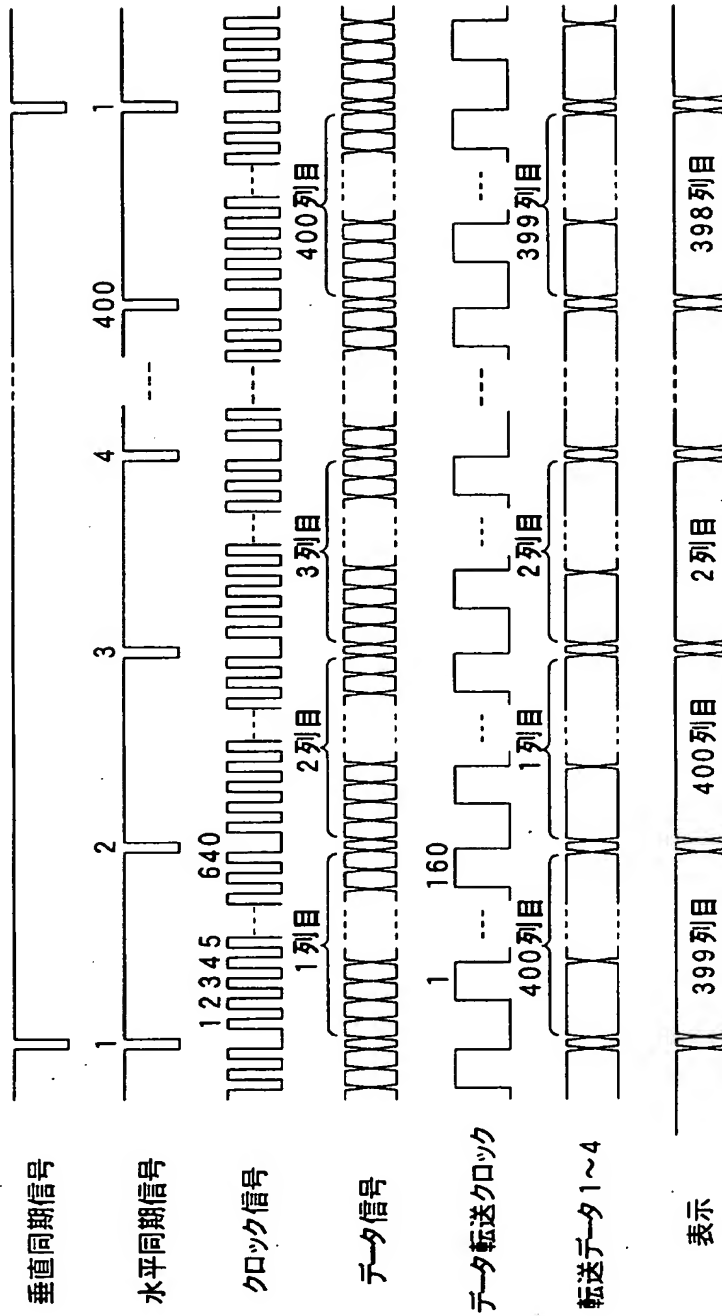 垂直同期信号
水平同期信号
1 2 3 4 400 1
クロック信号
1 2 3 4 5 640
データ信号
1列目 2列目 3列目 400列目
データ転送クロック
1 160
転送データ1~4
400列目 1列目 2列目 399列目
表示
399列目 400列目 2列目 398列目